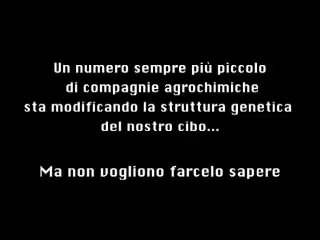 Un numero sempre più piccolo
di compagnie agrochimiche
sta modificando la struttura genetica
del nostro cibo...
Ma non vogliono farcelo sapere